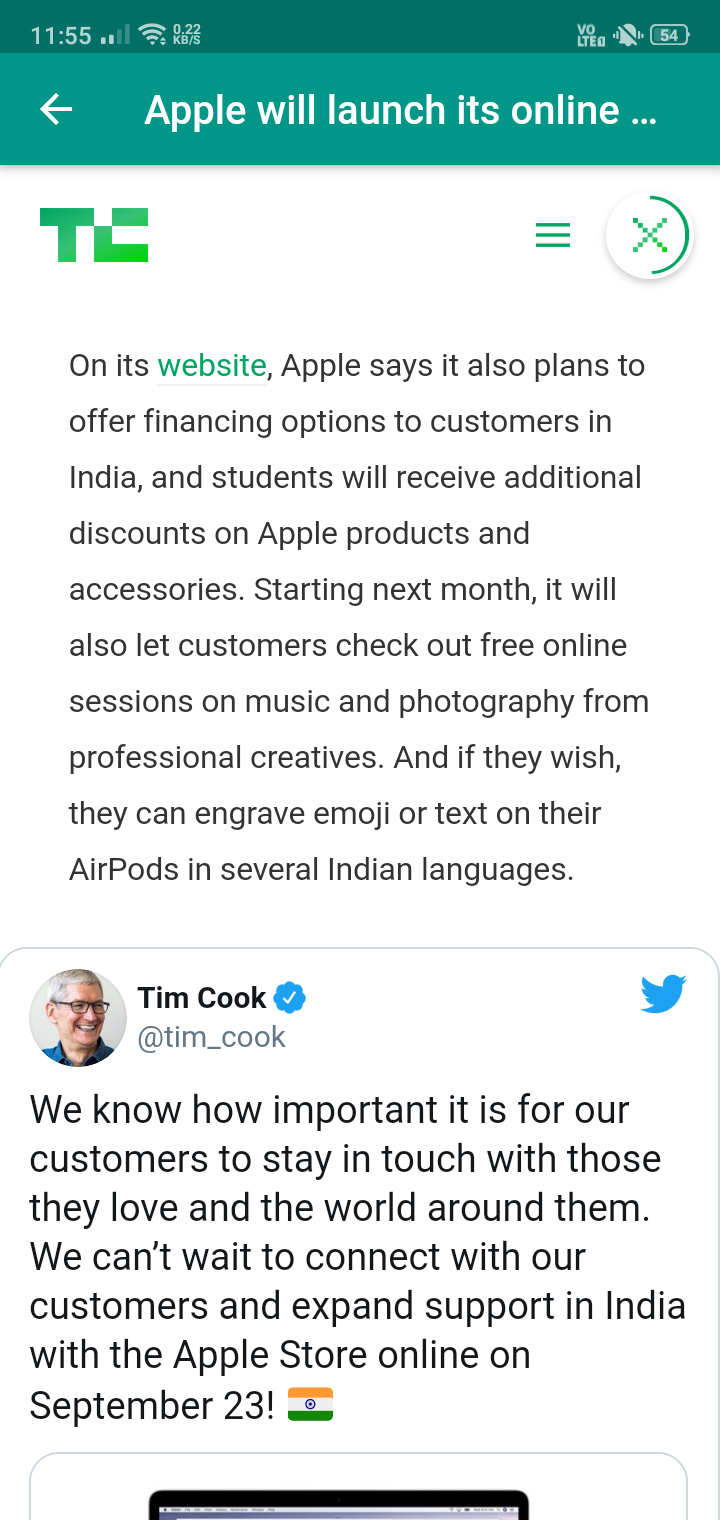 11:55
0.22
KB/S
VO
LTE
54
Apple will launch its online ...
TC
On its website, Apple says it also plans to
offer financing options to customers in
India, and students will receive additional
discounts on Apple products and
accessories. Starting next month, it will
also let customers check out free online
sessions on music and photography from
professional creatives. And if they wish,
they can engrave emoji or text on their
AirPods in several Indian languages.
Tim Cook
@tim_cook
We know how important it is for our
customers to stay in touch with those
they love and the world around them.
We can’t wait to connect with our
customers and expand support in India
with the Apple Store online on
September 23! 🇮🇳